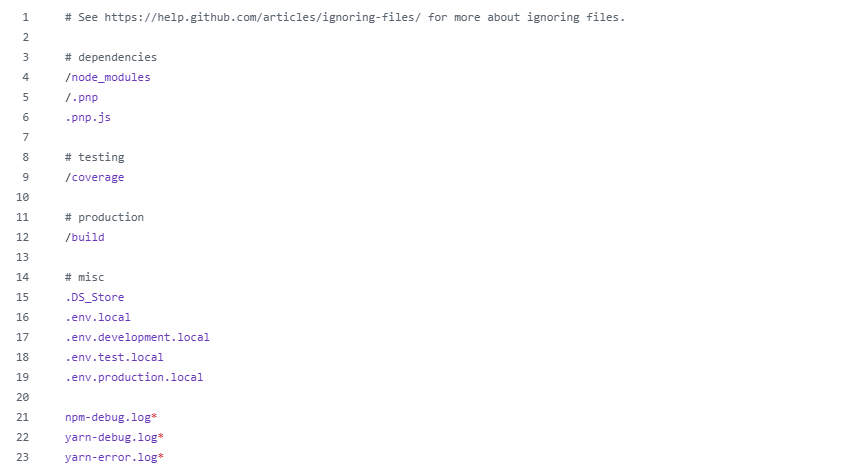 1 # See https://help.github.com/articles/ignoring-files/ for more about ignoring files.
2
3 # dependencies
4 /node_modules
5 /.pnp
6 .pnp.js
7
8 # testing
9 /coverage
10
11 # production
12 /build
13
14 # misc
15 .DS_Store
16 .env.local
17 .env.development.local
18 .env.test.local
19 .env.production.local
20
21 npm-debug.log*
22 yarn-debug.log*
23 yarn-error.log*